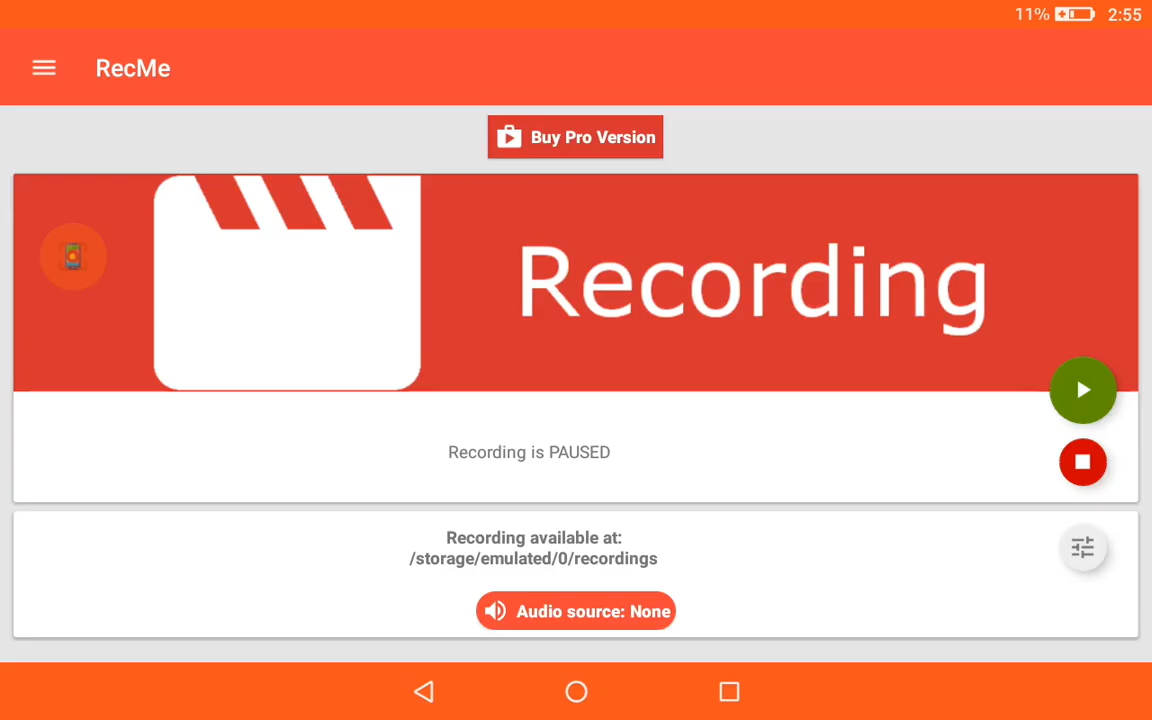 11% 2:55
RecMe
Buy Pro Version
Recording
Recording is PAUSED
Recording available at:
/storage/emulated/0/recordings
Audio source: None